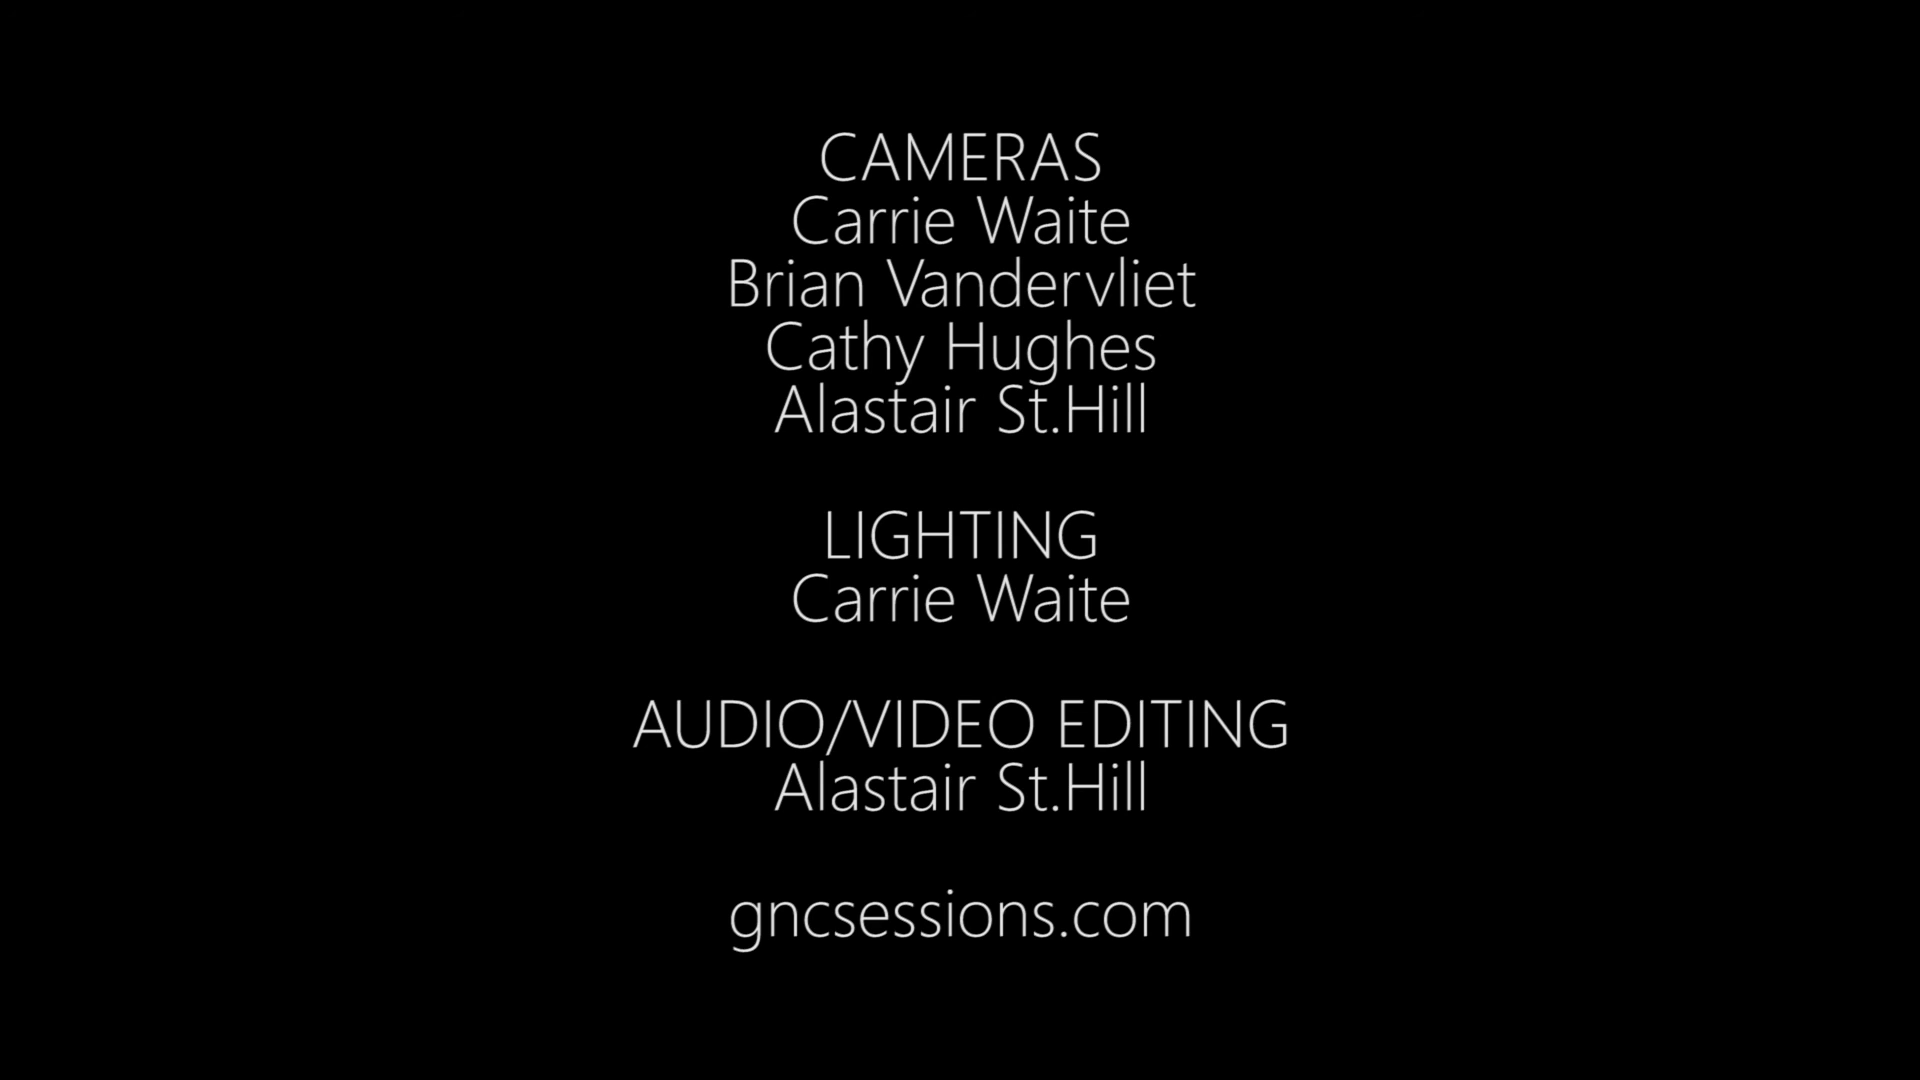 CAMERAS
Carrie Waite
Brian Vandervliet
Cathy Hughes
Alastair St.Hill
LIGHTING
Carrie Waite
AUDIO/VIDEO EDITING
Alastair St.Hill
gncsessions.com